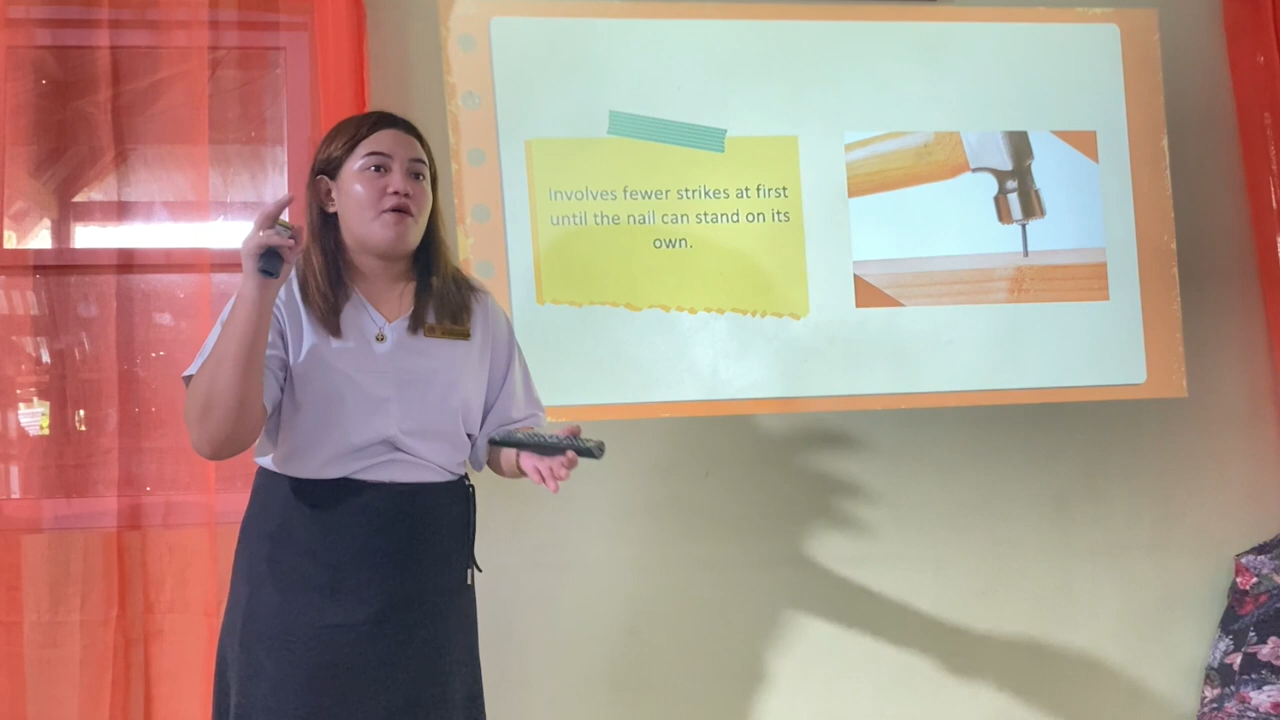 Involves fewer strikes at first
until the nail can stand on its
own.